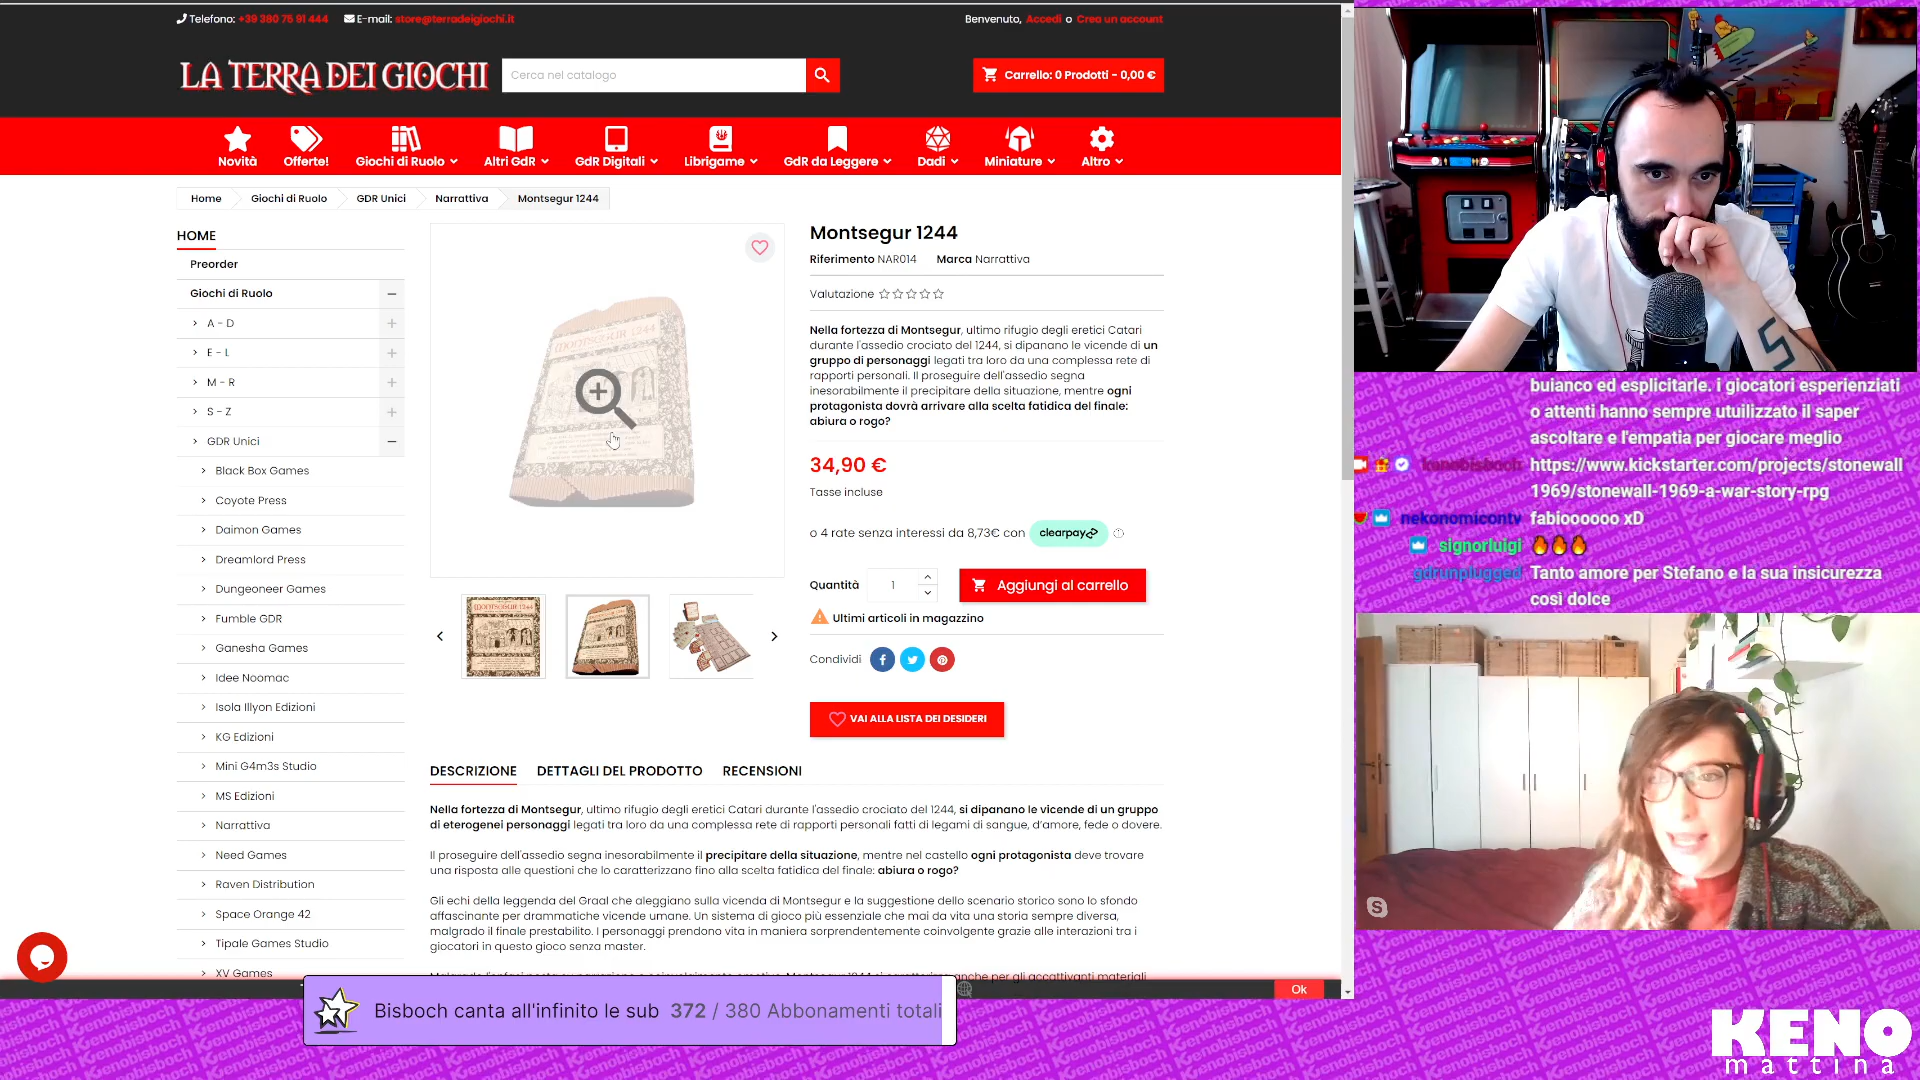 Telefono: +39 380 75 91 444 E-mail: store@terradeigiochi.it
Benvenuto, Accedi o Crea un account
LA TERRA DEI GIOCHI
Cerca nel catalogo
Carrello: 0 Prodotti - 0,00 €
Novità Offerte! Giochi di Ruolo Altri GdR GdR Digitali Librigame GdR da Leggere Dadi Miniature Altro
Home Giochi di Ruolo GDR Unici Narrattiva Montsegur 1244
HOME
Preorder
Giochi di Ruolo
A - D
E - L
M - R
S - Z
GDR Unici
Black Box Games
Coyote Press
Daimon Games
Dreamlord Press
Dungeoneer Games
Fumble GDR
Ganesha Games
Idee Noomac
Isola Illyon Edizioni
KG Edizioni
Mini G4m3s Studio
MS Edizioni
Narrattiva
Need Games
Raven Distribution
Space Orange 42
Tipale Games Studio
XV Games
MONTSEGUR 1244
Montsegur 1244
Riferimento NAR014 Marca Narrattiva
Valutazione
Nella fortezza di Montsegur, ultimo rifugio degli eretici Catari
durante l'assedio crociato del 1244, si dipanano le vicende di un
gruppo di personaggi legati tra loro da una complessa rete di
rapporti personali. Il proseguire dell'assedio segna
inesorabilmente il precipitare della situazione, mentre ogni
protagonista dovrà arrivare alla scelta fatidica del finale:
abiura o rogo?
34,90 €
Tasse incluse
o 4 rate senza interessi da 8,73€ con clearpay
Quantità 1 Aggiungi al carrello
Ultimi articoli in magazzino
Condividi
VAI ALLA LISTA DEI DESIDERI
DESCRIZIONE DETTAGLI DEL PRODOTTO RECENSIONI
Nella fortezza di Montsegur, ultimo rifugio degli eretici Catari durante l'assedio crociato del 1244, si dipanano le vicende di un gruppo
di eterogenei personaggi legati tra loro da una complessa rete di rapporti personali fatti di legami di sangue, d'amore, fede o dovere.
Il proseguire dell'assedio segna inesorabilmente il precipitare della situazione, mentre nel castello ogni protagonista deve trovare
una risposta alle questioni che lo caratterizzano fino alla scelta fatidica del finale: abiura o rogo?
Gli echi della leggenda del Graal che aleggiano sulla vicenda di Montsegur e la suggestione dello scenario storico sono lo sfondo
affascinante per drammatiche vicende umane. Un sistema di gioco più essenziale che mai da vita una storia sempre diversa,
malgrado il finale prestabilito. I personaggi prendono vita in maniera sorprendentemente coinvolgente grazie alle interazioni tra i
giocatori in questo gioco senza master.
anche per gli accattivanti materiali
Ok
Bisboch canta all'infinito le sub 372 / 380 Abbonamenti totali
buianco ed esplicitarle. i giocatori esperienziati
o attenti hanno sempre utuilizzato il saper
ascoltare e l'empatia per giocare meglio
kenobisboch https://www.kickstarter.com/projects/stonewall
1969/stonewall-1969-a-war-story-rpg
nekonomicontv fabioooooo xD
signorluigi
gdrunplugged Tanto amore per Stefano e la sua insicurezza
così dolce
KENO
mattina